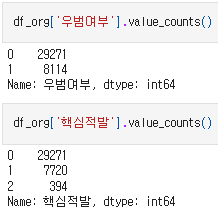 df_org['우범여부'].value_counts()
0    29271
1     8114
Name: 우범여부, dtype: int64
df_org['핵심적발'].value_counts()
0    29271
1     7720
2      394
Name: 핵심적발, dtype: int64